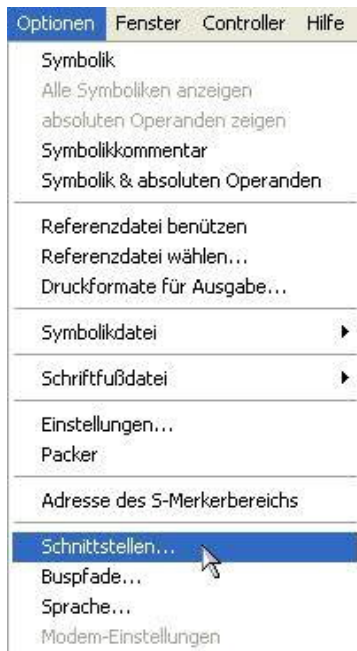 Optionen Fenster Controller Hilfe
Symbolik
Alle Symboliken anzeigen
absoluten Operanden zeigen
Symbolikkommentar
Symbolik & absoluten Operanden
Referenzdatei benützen
Referenzdatei wählen...
Druckformate für Ausgabe...
Symbolikdatei
Schriftfußdatei
Einstellungen...
Packer
Adresse des S-Merkerbereichs
Schnittstellen...
Buspfade...
Sprache...
Modem-Einstellungen